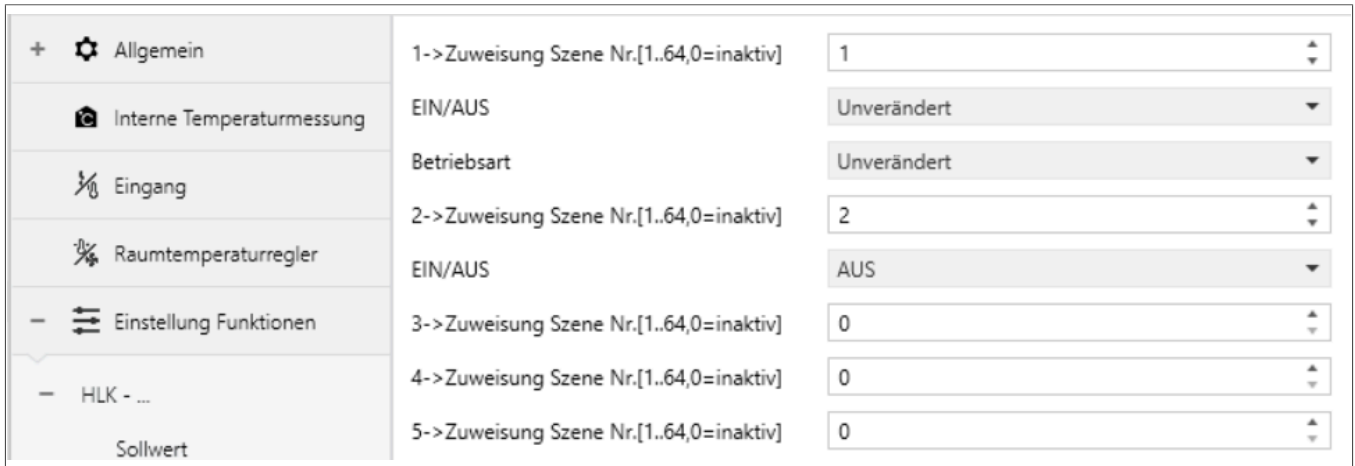 Allgemein
Interne Temperaturmessung
Eingang
Raumtemperaturregler
Einstellung Funktionen
HLK - ...
Sollwert
1->Zuweisung Szene Nr.[1..64,0=inaktiv] 1
EIN/AUS Unverändert
Betriebsart Unverändert
2->Zuweisung Szene Nr.[1..64,0=inaktiv] 2
EIN/AUS AUS
3->Zuweisung Szene Nr.[1..64,0=inaktiv] 0
4->Zuweisung Szene Nr.[1..64,0=inaktiv] 0
5->Zuweisung Szene Nr.[1..64,0=inaktiv] 0